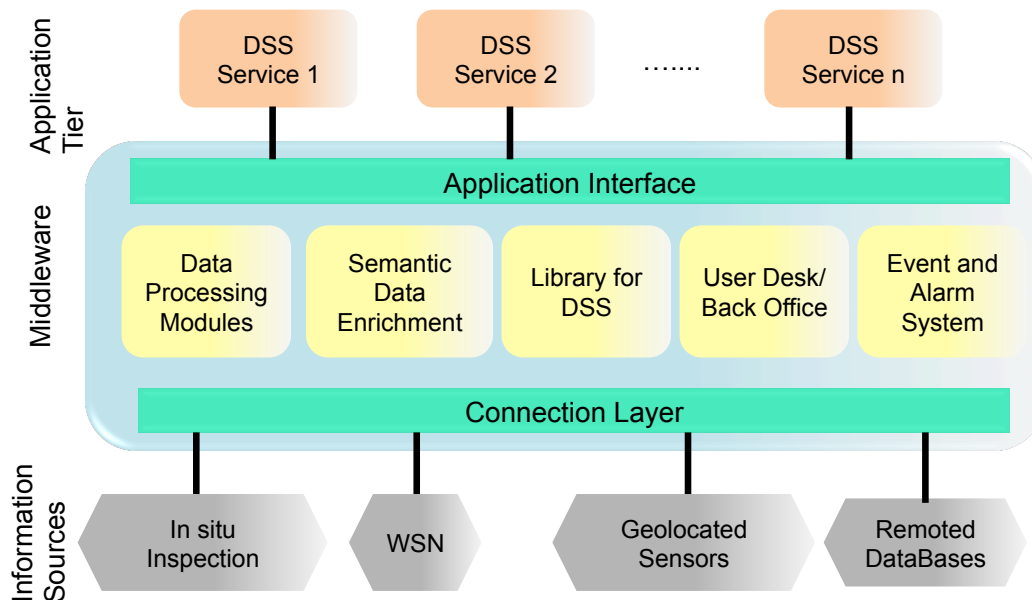 Application
Tier
DSS
Service 1
DSS
Service 2
…....
DSS
Service n
Middleware
Application Interface
Data
Processing
Modules
Semantic
Data
Enrichment
Library for
DSS
User Desk/
Back Office
Event and
Alarm
System
Connection Layer
Information
Sources
In situ
Inspection
WSN
Geolocated
Sensors
Remoted
DataBases